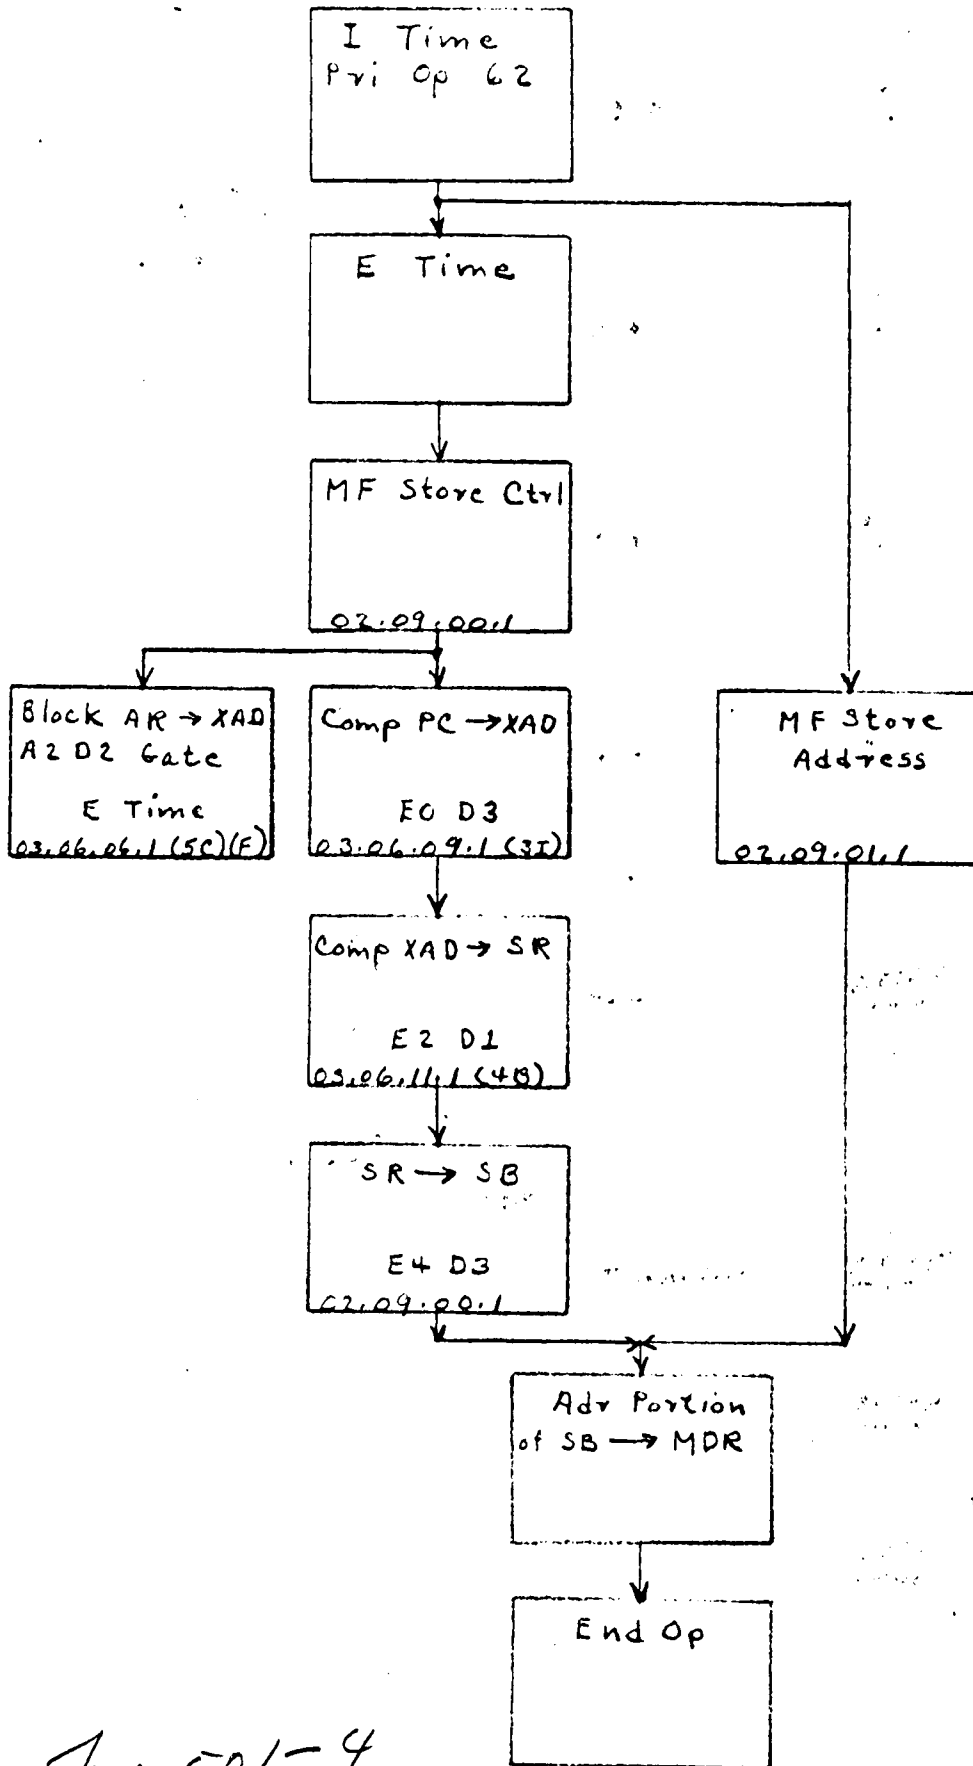 I Time
Pri Op 62
E Time
MF Store Ctrl
02.09.00.1
Block AR → XAD
A2 D2 Gate
E Time
03.06.06.1 (5C)(F)
Comp PC → XAD
E0 D3
03.06.09.1 (3I)
MF Store
Address
02.09.01.1
Comp XAD → SR
E2 D1
03.06.11.1 (4B)
SR → SB
E4 D3
02.09.00.1
Adr Portion
of SB → MDR
End Op